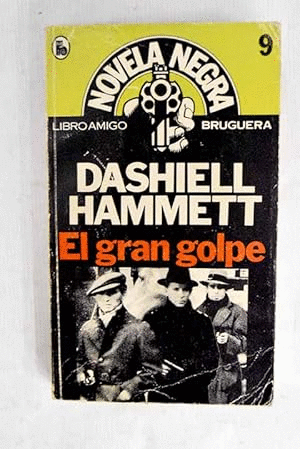 NOVELA NEGRA
9
LIBRO AMIGO
BRUGUERA
DASHIELL
HAMMETT
El gran golpe